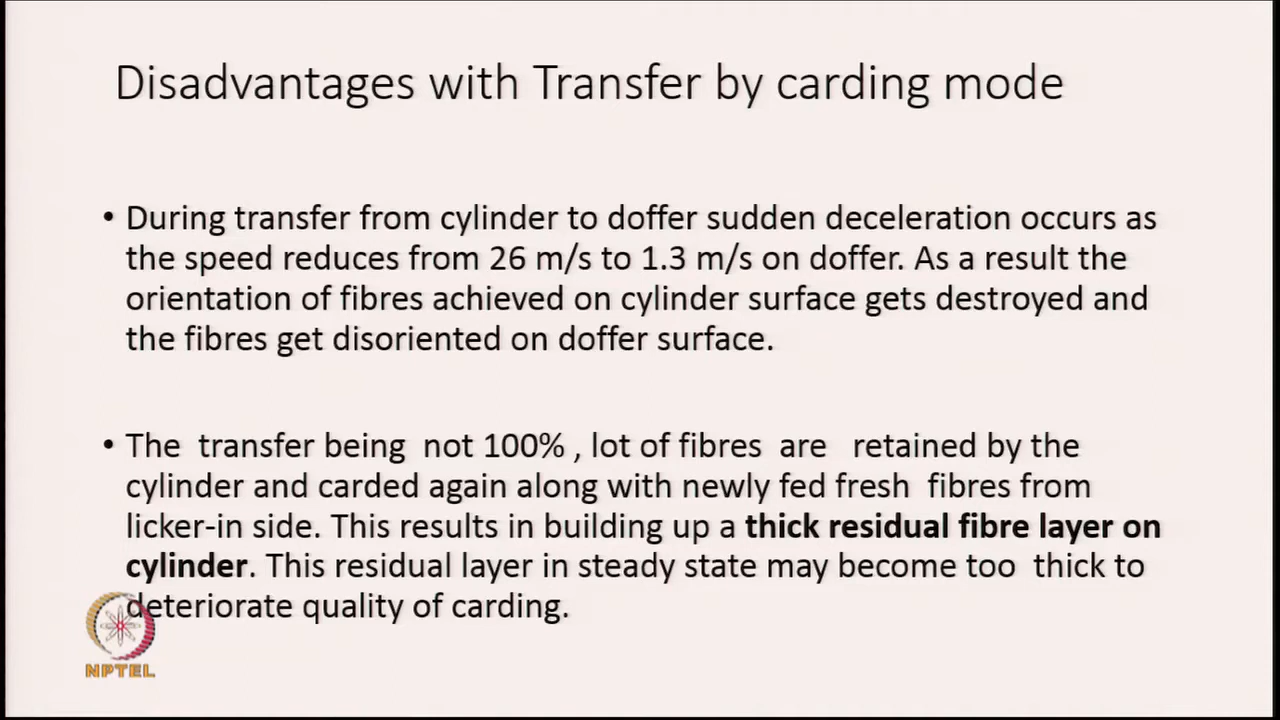 Disadvantages with Transfer by carding mode
• During transfer from cylinder to doffer sudden deceleration occurs as
the speed reduces from 26 m/s to 1.3 m/s on doffer. As a result the
orientation of fibres achieved on cylinder surface gets destroyed and
the fibres get disoriented on doffer surface.
• The transfer being not 100% , lot of fibres are retained by the
cylinder and carded again along with newly fed fresh fibres from
licker-in side. This results in building up a thick residual fibre layer on
cylinder. This residual layer in steady state may become too thick to
deteriorate quality of carding.
NPTEL